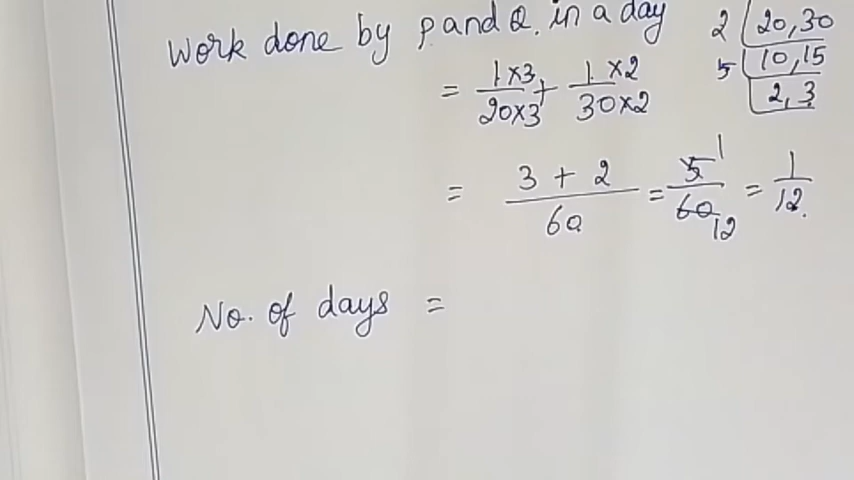 Work done by P and Q. in a day
2 | 20, 30
5 | 10, 15
2, 3
= 1×3/20×3 + 1×2/30×2
= 3 + 2/60 = 5/60 1 12 = 1/12.
No. of days =